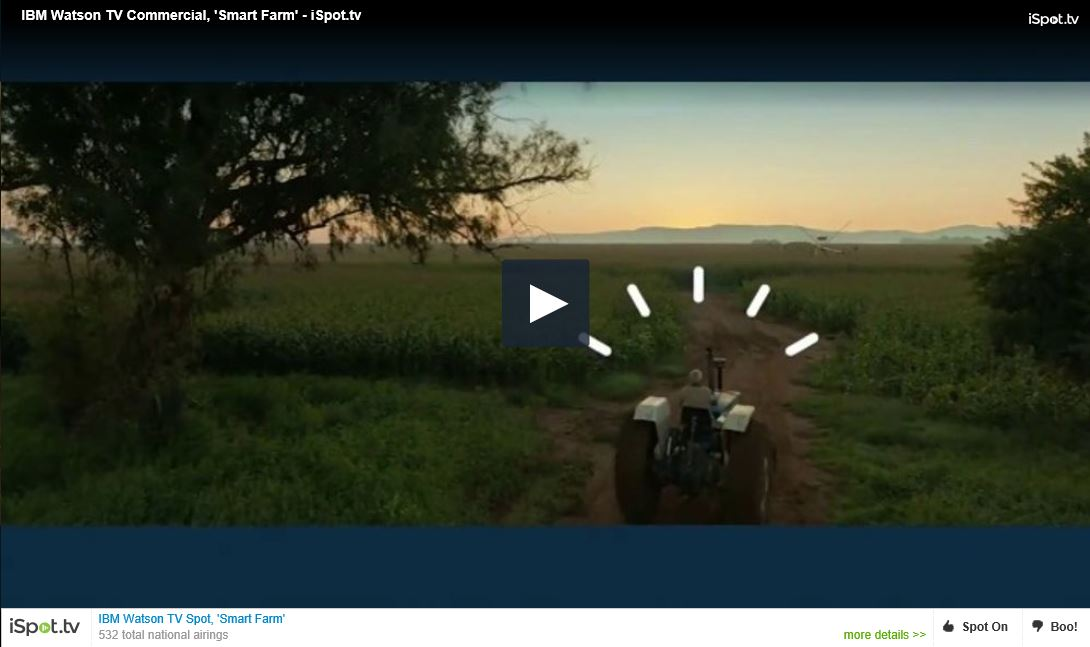 IBM Watson TV Commercial, 'Smart Farm' - iSpot.tv
iSpot.tv
iSpot.tv
IBM Watson TV Spot, 'Smart Farm'
532 total national airings
more details >>
Spot On
Boo!